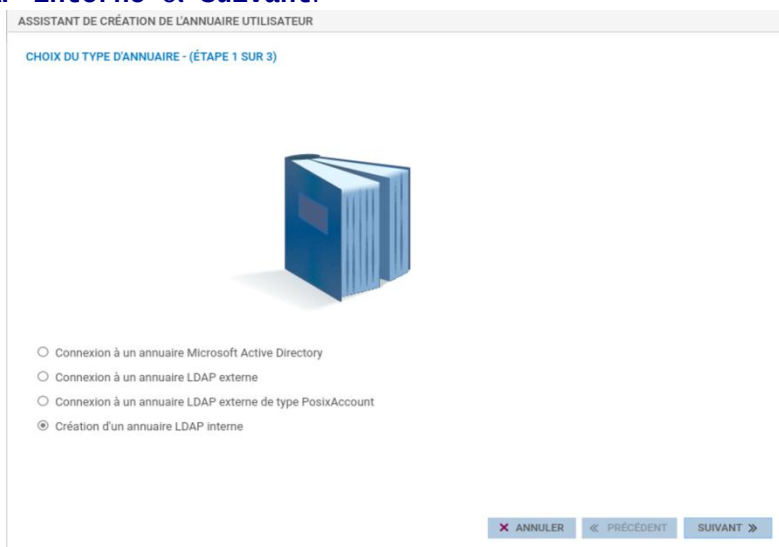 ASSISTANT DE CRÉATION DE L'ANNUAIRE UTILISATEUR
CHOIX DU TYPE D'ANNUAIRE - (ÉTAPE 1 SUR 3)
Connexion à un annuaire Microsoft Active Directory
Connexion à un annuaire LDAP externe
Connexion à un annuaire LDAP externe de type PosixAccount
Création d'un annuaire LDAP interne
ANNULER PRÉCÉDENT SUIVANT